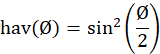 hav(Ø) = sin²(Ø/2)